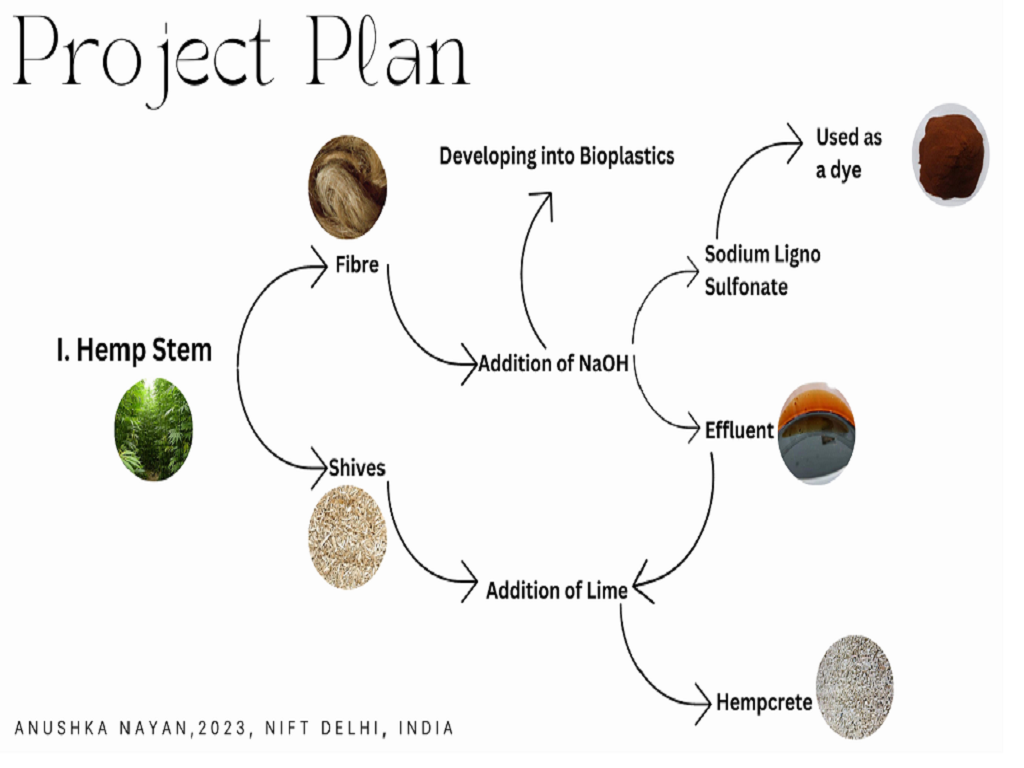 Project Plan
Developing into Bioplastics
Used as
a dye
Fibre
Sodium Ligno
Sulfonate
I. Hemp Stem
Addition of NaOH
Effluent
Shives
Addition of Lime
Hempcrete
ANUSHKA NAYAN,2023, NIFT DELHI, INDIA